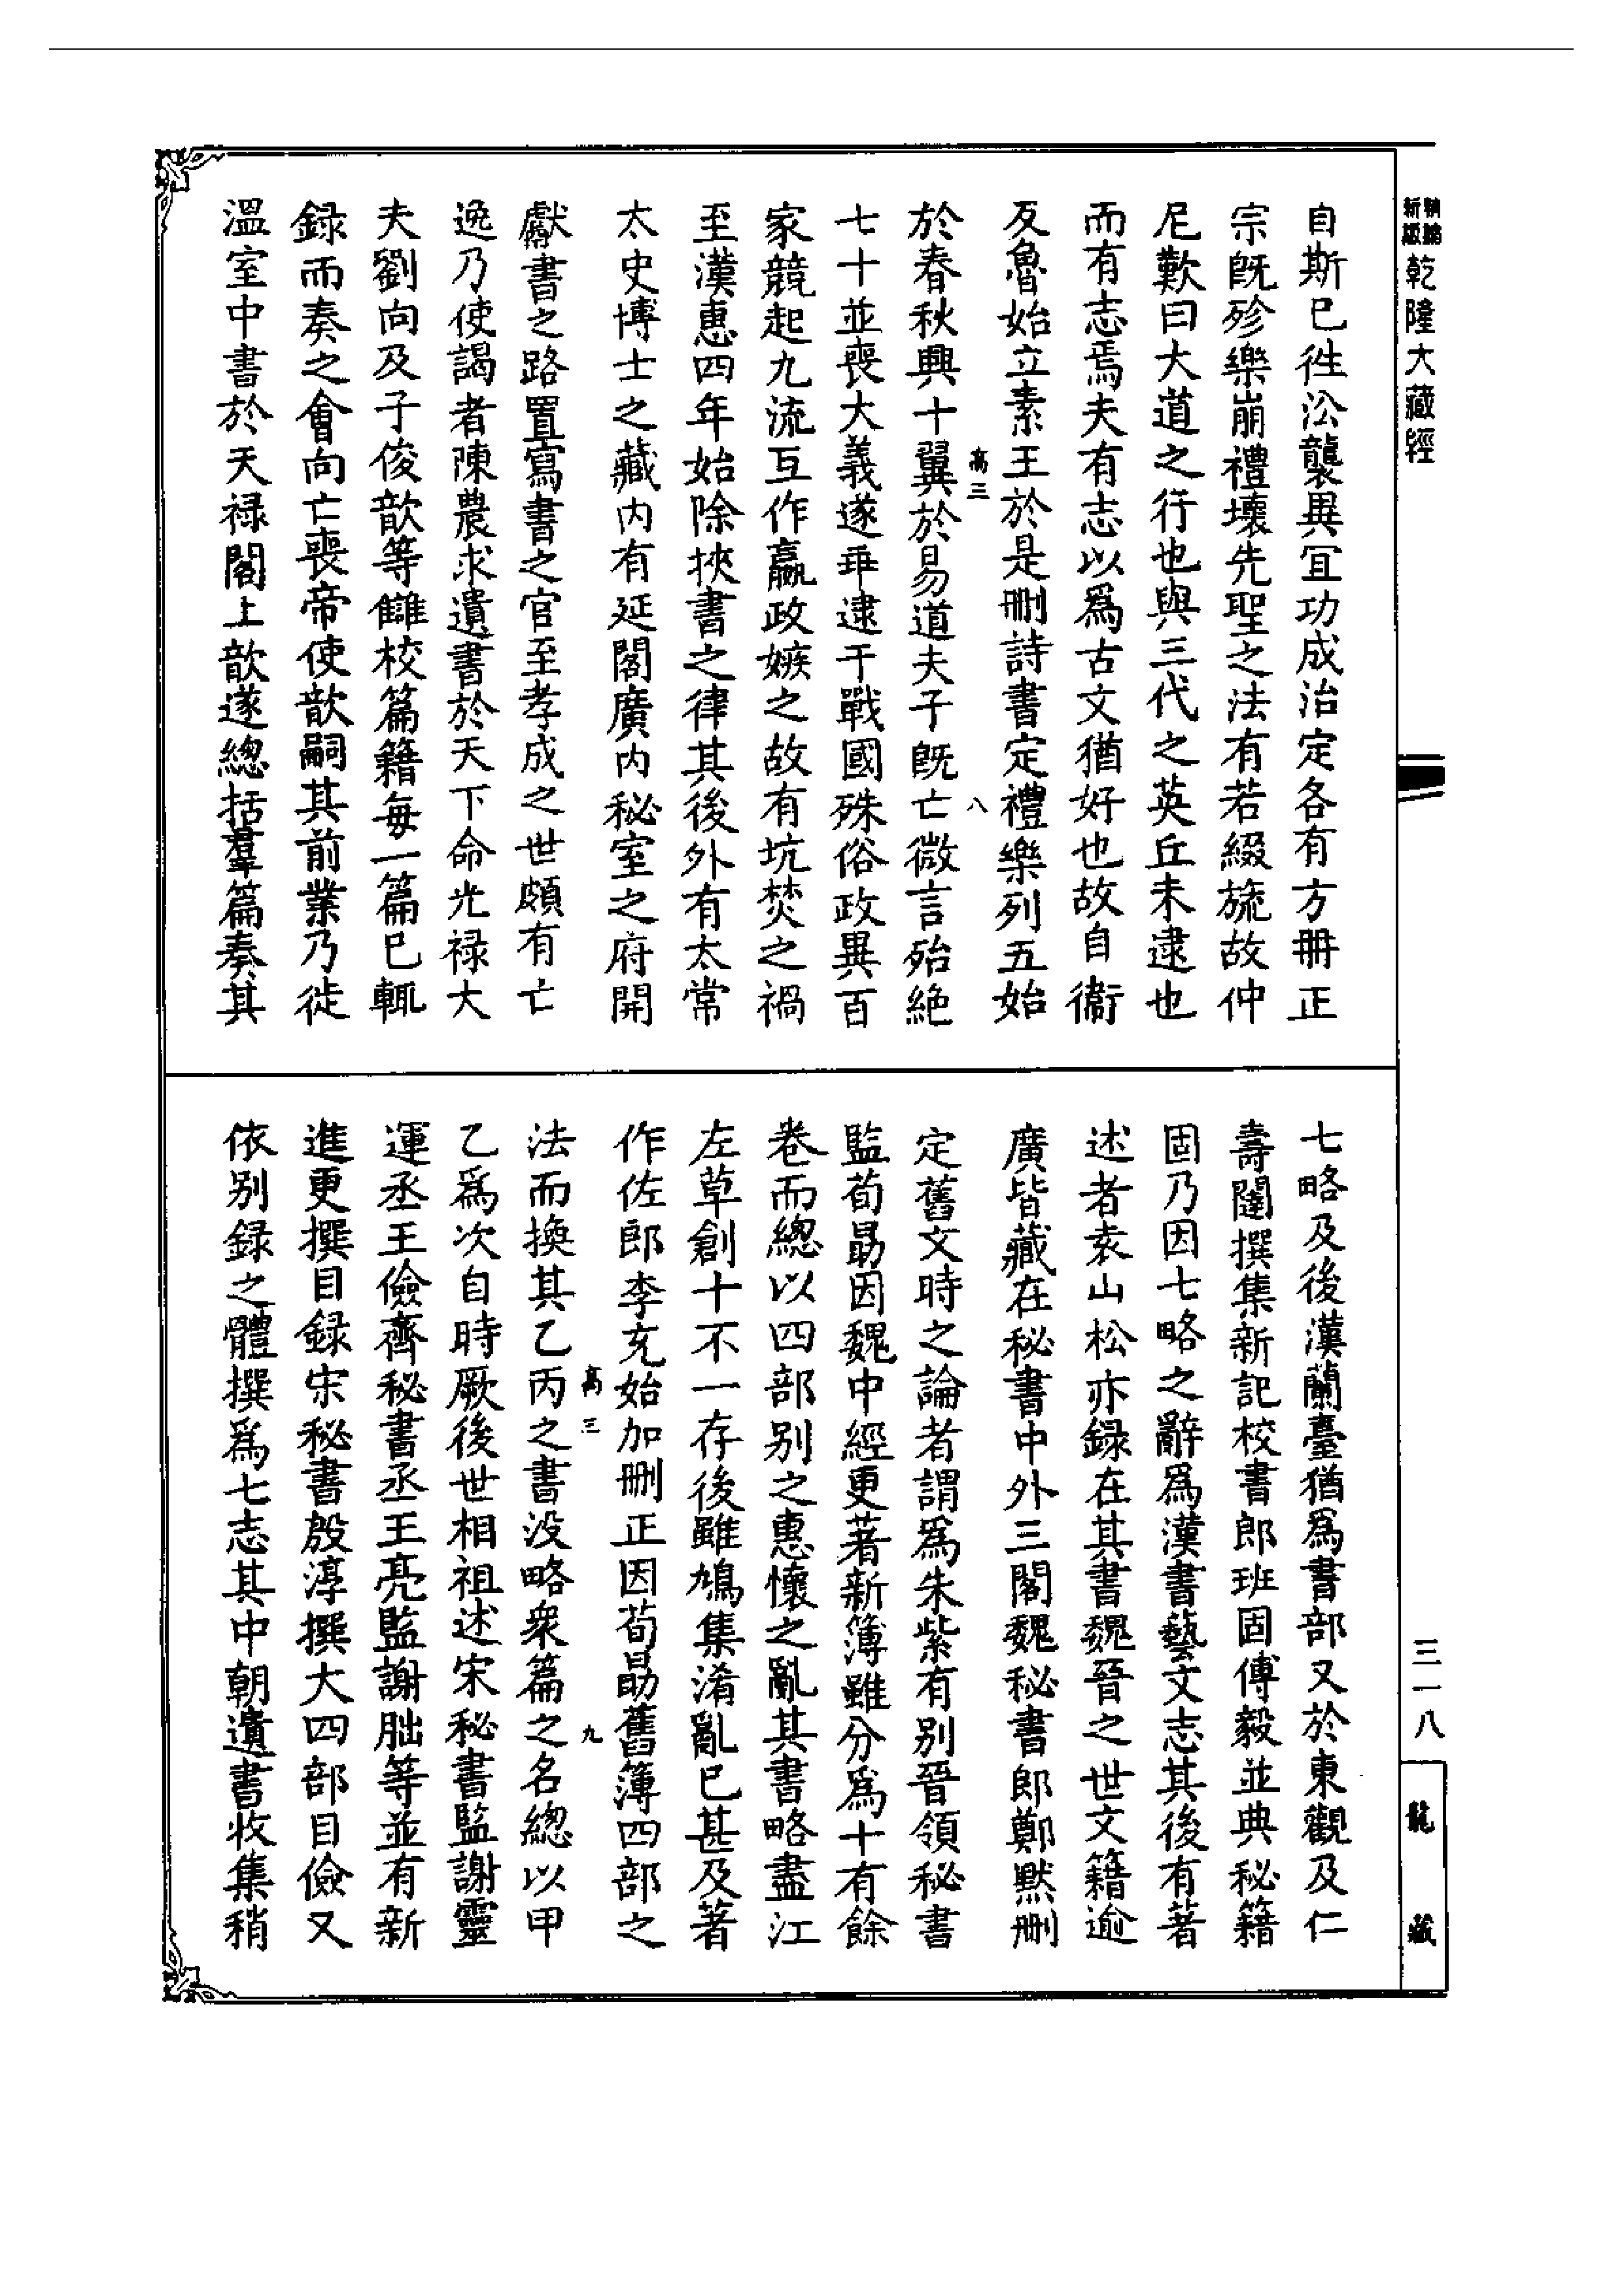 新編縮版
乾隆大藏經
自斯巳徃㳂襲異冝功成治定各有方冊正
宗旣殄樂崩禮壞先聖之法有若綴旒故仲
尼歎曰大道之行也與三代之英丘未逮也
而有志焉夫有志以爲古文猶好也故自衞
反魯始立素王於是刪詩書定禮樂列五始
於春秋興十翼於易道夫子旣亡微言殆絶
高三
八
七十並喪大義遂乖逮于戰國殊俗政異百
家競起九流互作嬴政嫉之故有坑焚之禍
至漢惠四年始除挾書之律其後外有太常
太史博士之藏内有延閣廣内秘室之府開
獻書之路置寫書之官至孝成之世頗有亡
逸乃使謁者陳農求遺書於天下命光祿大
夫劉向及子俊歆等讎校篇籍每一篇巳輒
録而奏之會向亡喪帝使歆嗣其前業乃徙
温室中書於天祿閣上歆遂總括羣篇奏其
三一八
龍藏
七略及後漢蘭臺猶爲書部又於東觀及仁
壽闥撰集新記校書郎班固傅毅並典秘籍
固乃因七略之辭爲漢書藝文志其後有著
述者袁山松亦録在其書魏晉之世文籍逾
廣皆藏在秘書中外三閣魏秘書郎鄭黙刪
定舊文時之論者謂爲朱紫有別晉領秘書
監荀勗因魏中經更著新簿雖分爲十有餘
卷而總以四部别之惠懷之亂其書略盡江
左草創十不一存後雖鳩集淆亂巳甚及著
作佐郎李充始加刪正因荀勗舊簿四部之
高三
九
法而換其乙丙之書没略衆篇之名總以甲
乙爲次自時厥後世相祖述宋秘書監謝靈
運丞王儉齊秘書丞王亮監謝朏等並有新
進更撰目録宋秘書殷淳撰大四部目儉又
依别録之體撰爲七志其中朝遺書收集稍